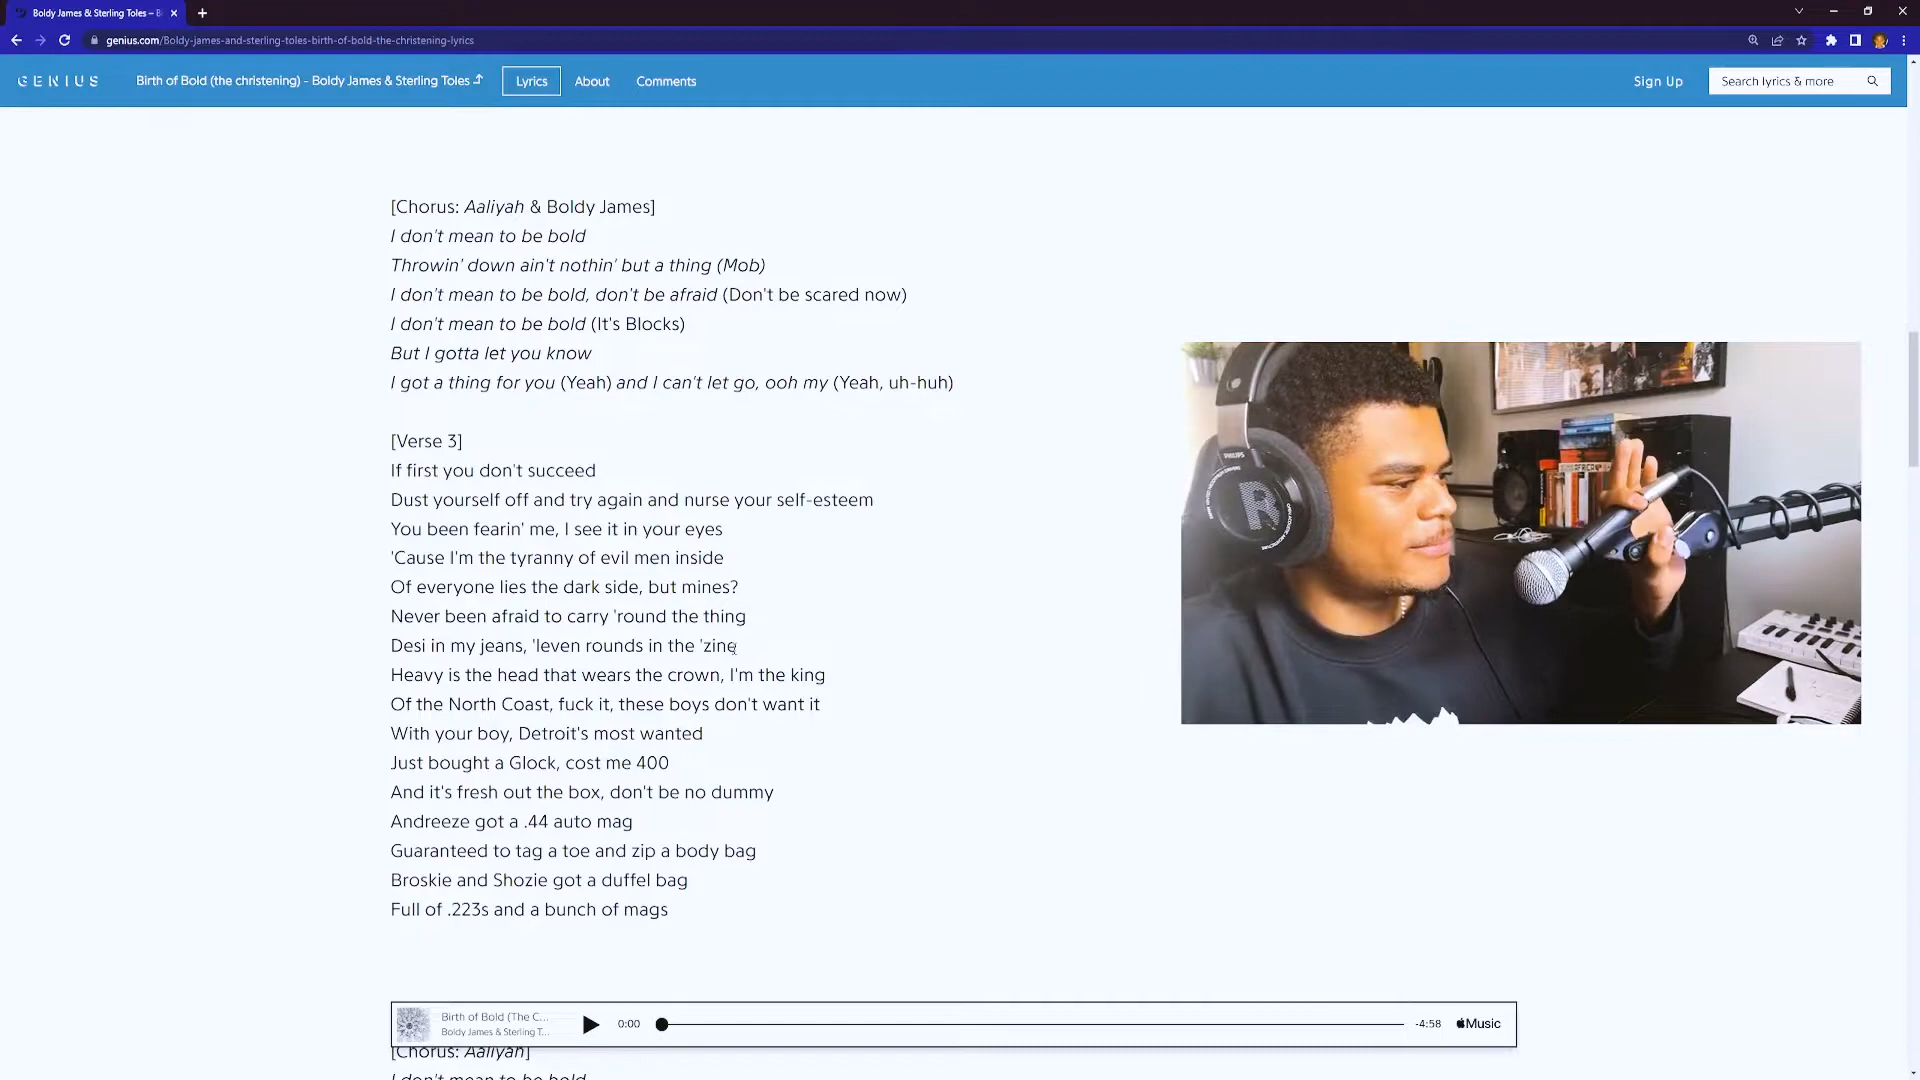 Boldy James & Sterling Toles – B
genius.com/Boldy-james-and-sterling-toles-birth-of-bold-the-christening-lyrics
GENIUS
Birth of Bold (the christening) - Boldy James & Sterling Toles
Lyrics
About
Comments
Sign Up
Search lyrics & more
[Chorus: Aaliyah & Boldy James]
I don't mean to be bold
Throwin' down ain't nothin' but a thing (Mob)
I don't mean to be bold, don't be afraid (Don't be scared now)
I don't mean to be bold (It's Blocks)
But I gotta let you know
I got a thing for you (Yeah) and I can't let go, ooh my (Yeah, uh-huh)
[Verse 3]
If first you don't succeed
Dust yourself off and try again and nurse your self-esteem
You been fearin' me, I see it in your eyes
'Cause I'm the tyranny of evil men inside
Of everyone lies the dark side, but mines?
Never been afraid to carry 'round the thing
Desi in my jeans, 'leven rounds in the 'zine
Heavy is the head that wears the crown, I'm the king
Of the North Coast, fuck it, these boys don't want it
With your boy, Detroit's most wanted
Just bought a Glock, cost me 400
And it's fresh out the box, don't be no dummy
Andreeze got a .44 auto mag
Guaranteed to tag a toe and zip a body bag
Broskie and Shozie got a duffel bag
Full of .223s and a bunch of mags
PHILIPS
R
AFRICA
Birth of Bold (The C...
Boldy James & Sterling T...
0:00
-4:58
Music
[Chorus: Aaliyah]
I don't mean to be bold